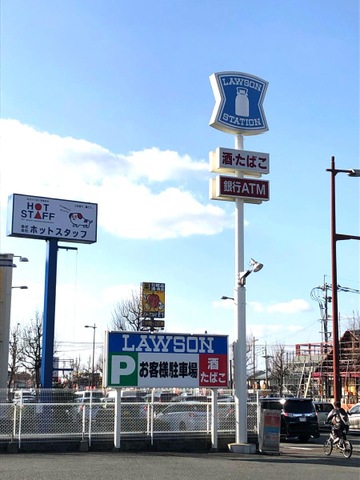 LAWSON
STATION
酒・たばこ
銀行ATM
HOT
STAFF
株式会社 ホットスタッフ
LAWSON
P お客様駐車場
酒
たばこ